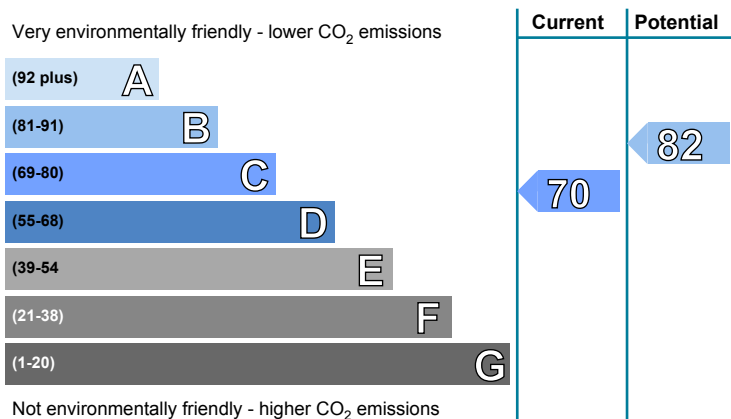 Very environmentally friendly - lower CO₂ emissions
Current
Potential
(92 plus) A
(81-91) B
(69-80) C
(55-68) D
(39-54 E
(21-38) F
(1-20) G
82
70
Not environmentally friendly - higher CO₂ emissions